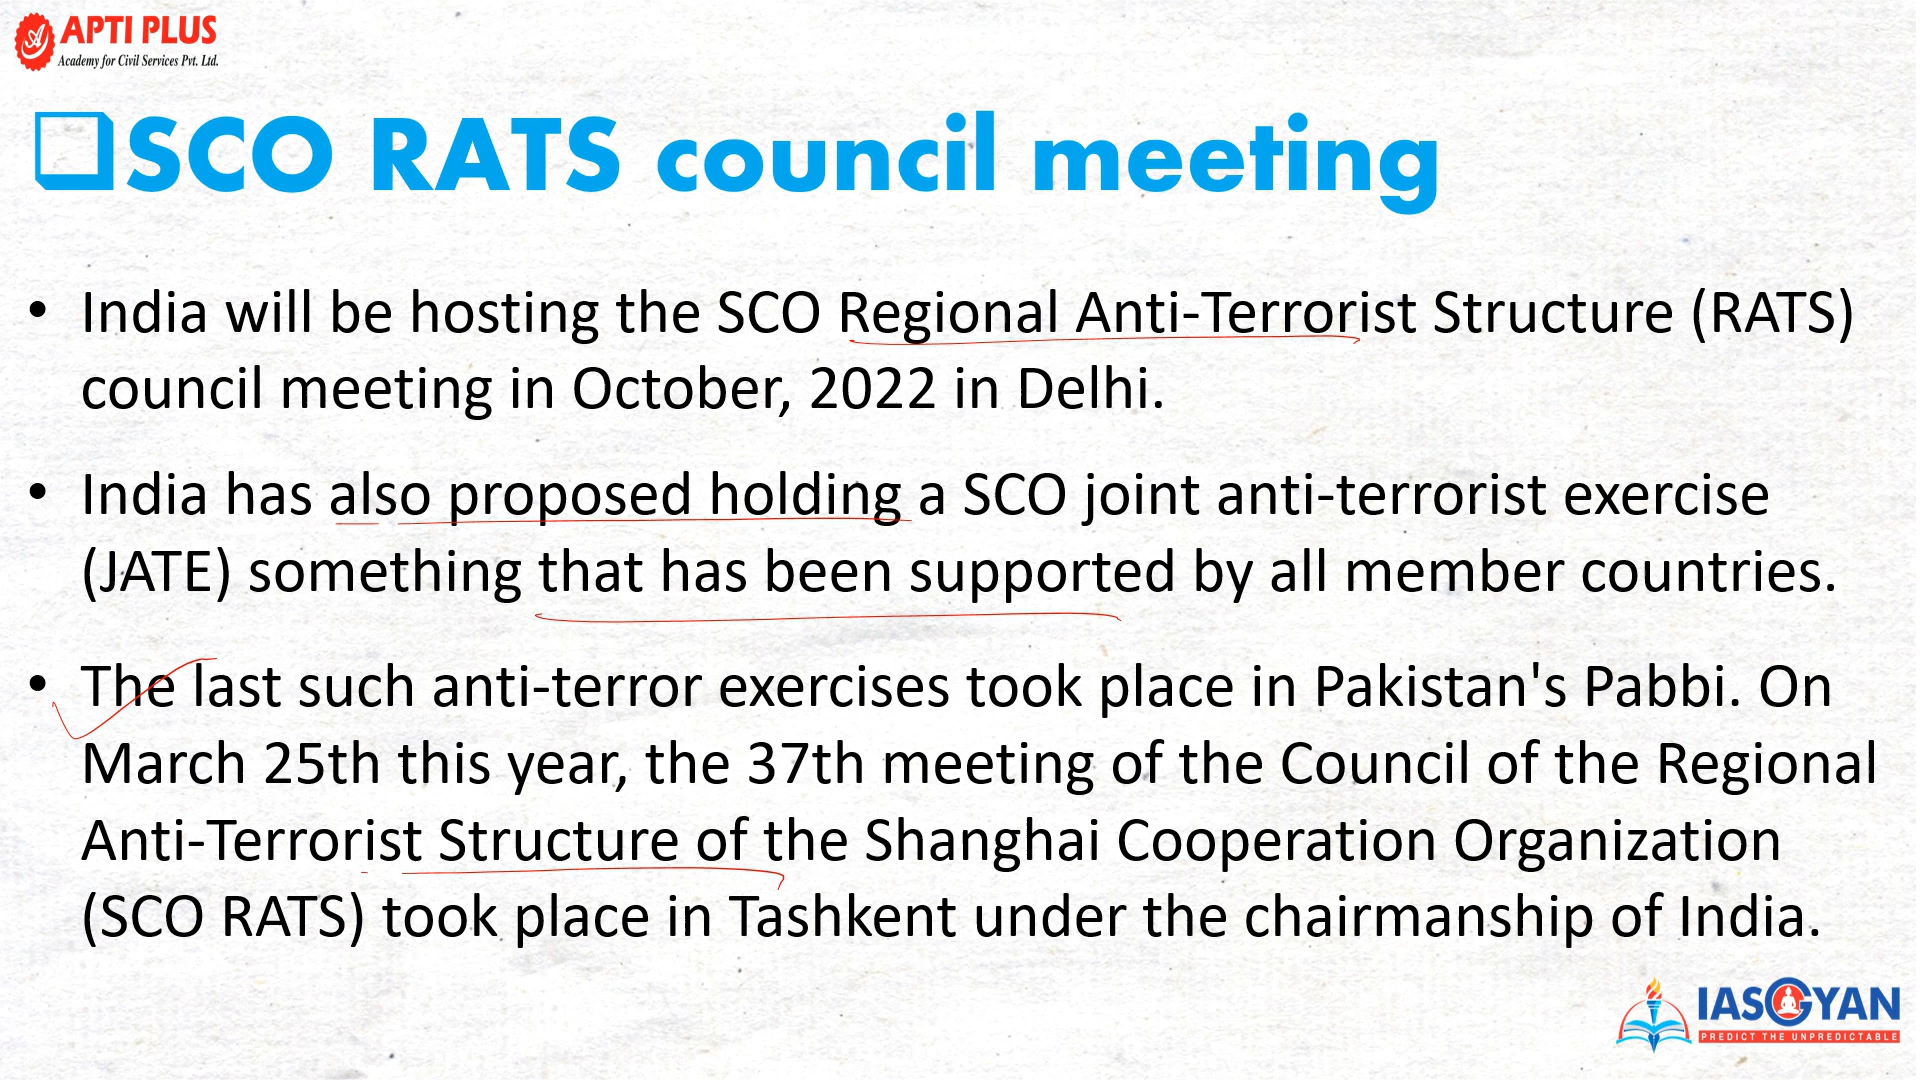 APTI PLUS
Academy for Civil Services Pvt. Ltd.
❑SCO RATS council meeting
• India will be hosting the SCO Regional Anti-Terrorist Structure (RATS)
council meeting in October, 2022 in Delhi.
• India has also proposed holding a SCO joint anti-terrorist exercise
(JATE) something that has been supported by all member countries.
• The last such anti-terror exercises took place in Pakistan's Pabbi. On
March 25th this year, the 37th meeting of the Council of the Regional
Anti-Terrorist Structure of the Shanghai Cooperation Organization
(SCO RATS) took place in Tashkent under the chairmanship of India.
IASGYAN
PREDICT THE UNPREDICTABLE